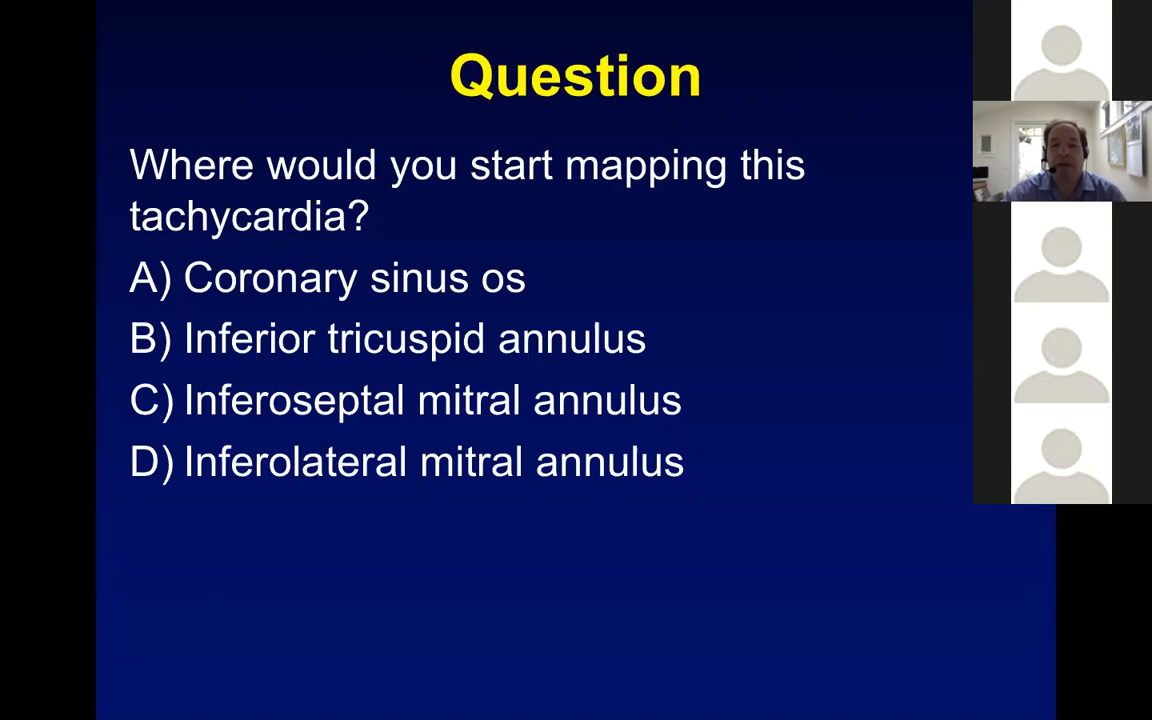 Question
Where would you start mapping this
tachycardia?
A) Coronary sinus os
B) Inferior tricuspid annulus
C) Inferoseptal mitral annulus
D) Inferolateral mitral annulus